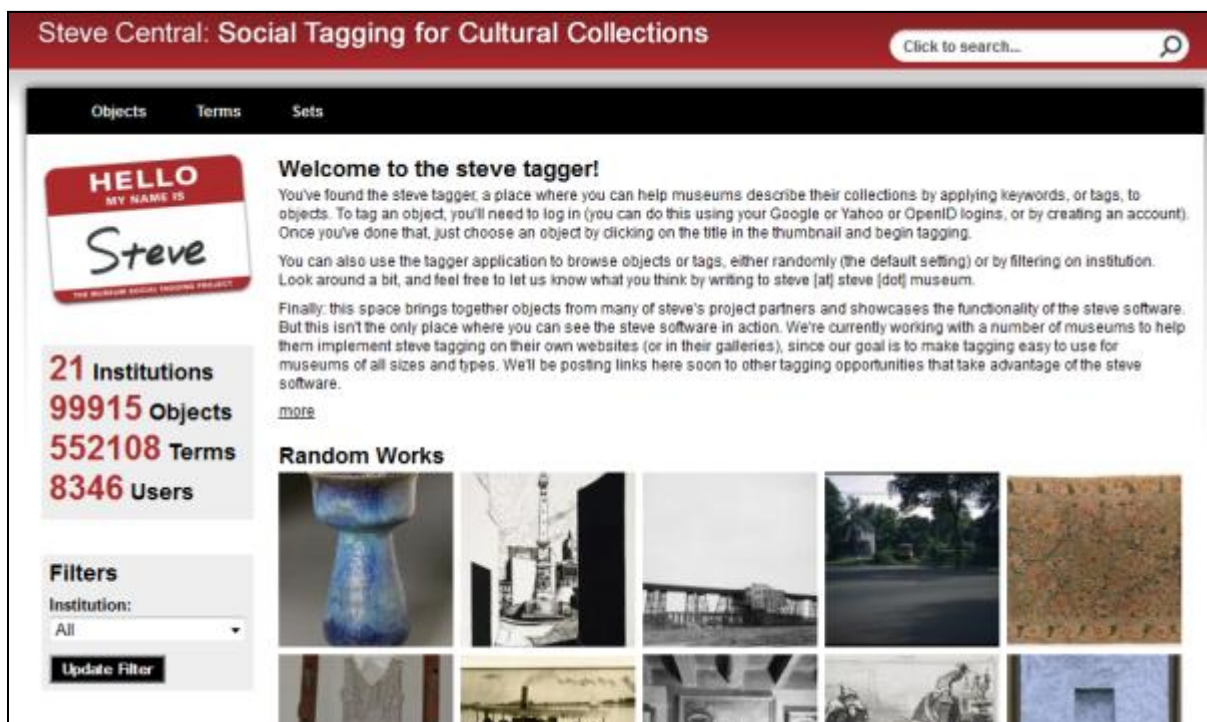 Steve Central: Social Tagging for Cultural Collections
Click to search...
Objects Terms Sets
HELLO
MY NAME IS
Steve
THE MUSEUM SOCIAL TAGGING PROJECT
Welcome to the steve tagger!
You've found the steve tagger, a place where you can help museums describe their collections by applying keywords, or tags, to
objects. To tag an object, you'll need to log in (you can do this using your Google or Yahoo or OpenID logins, or by creating an account).
Once you've done that, just choose an object by clicking on the title in the thumbnail and begin tagging.
You can also use the tagger application to browse objects or tags, either randomly (the default setting) or by filtering on institution.
Look around a bit, and feel free to let us know what you think by writing to steve [at] steve [dot] museum.
Finally: this space brings together objects from many of steve's project partners and showcases the functionality of the steve software.
But this isn't the only place where you can see the steve software in action. We're currently working with a number of museums to help
them implement steve tagging on their own websites (or in their galleries), since our goal is to make tagging easy to use for
museums of all sizes and types. We'll be posting links here soon to other tagging opportunities that take advantage of the steve
software.
more
21 Institutions
99915 Objects
552108 Terms
8346 Users
Filters
Institution:
All
Update Filter
Random Works